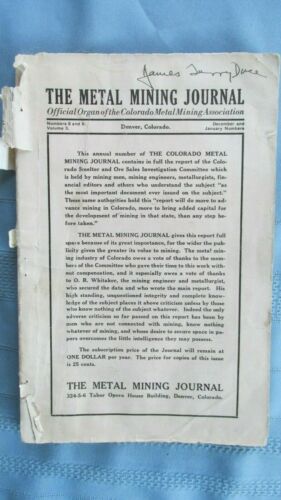 James Terry Duce
THE METAL MINING JOURNAL
Official Organ of the Colorado Metal Mining Association
Numbers 8 and 9.
Volume 3.
Denver, Colorado.
December and
January Numbers
This annual number of THE COLORADO METAL
MINING JOURNAL contains in full the report of the Colo-
rado Smelter and Ore Sales Investigation Committee which
is held by mining men, mining engineers, metallurgists, fin-
ancial editors and others who understand the subject "as
the most important document ever issued on the subject."
These same authorities hold this "report will do more to ad-
vance mining in Colorado, more to bring added capital for
the development of mining in that state, than any step here
before taken."
THE METAL MINING JOURNAL gives this report full
space because of its great importance, for the wider the pub-
licity given the greater its value to mining. The metal min-
ing industry of Colorado owes a vote of thanks to the mem-
bers of the Committee who gave their time to this work with-
out compensation, and it especially owes a vote of thanks
to O. R. Whitaker, the mining engineer and metallurgist,
who secured the data and who wrote the main report. His
high standing, unquestioned integrity and complete know-
ledge of the subject places it above criticism unless by those
who know nothing of the subject whatever. Indeed the only
adverse criticism so far passed on this report has been by
men who are not connected with mining, know nothing
whatever of mining, and whose desire to secure space in pa-
pers overcomes the little intelligence they may possess.
The subscription price of the Journal will remain at
ONE DOLLAR per year. The price for copies of this issue
is 25 cents.
THE METAL MINING JOURNAL
324-5-6 Tabor Opera House Building, Denver, Colorado.